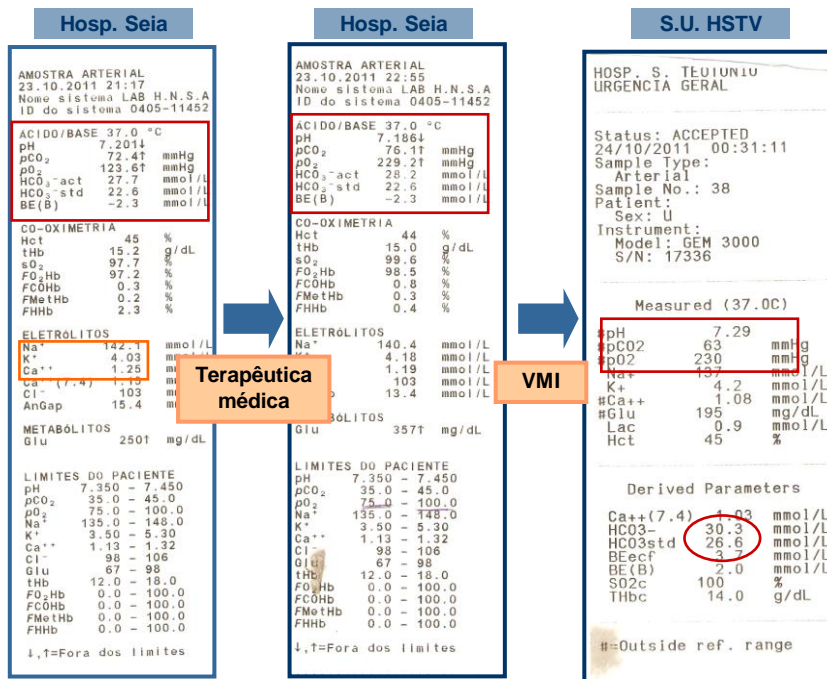 Hosp. Seia
AMOSTRA ARTERIAL
23.10.2011 21:17
Nome sistema LAB H.N.S.A
ID do sistema 0405-11452
ÁCIDO/BASE 37.0 °C
pH 7.201↓
pCO₂ 72.4↑ mmHg
pO₂ 123.6↑ mmHg
HCO₃⁻act 27.7 mmol/L
HCO₃⁻std 22.6 mmol/L
BE(B) -2.3 mmol/L
CO-OXIMETRIA
Hct 45 %
tHb 15.2 g/dL
sO₂ 97.7 %
FO₂Hb 97.2 %
FCOHb 0.3 %
FMetHb 0.2 %
FHHb 2.3 %
ELETRóLITOS
Na⁺ 142.1 mmol/L
K⁺ 4.03
Ca⁺⁺ 1.25
Ca⁺⁺(7.4) 1.15
Cl⁻ 103
AnGap 15.4
METABóLITOS
Glu 250↑ mg/dL
LIMITES DO PACIENTE
pH 7.350 - 7.450
pCO₂ 35.0 - 45.0
pO₂ 75.0 - 100.0
Na⁺ 135.0 - 148.0
K⁺ 3.50 - 5.30
Ca⁺⁺ 1.13 - 1.32
Cl⁻ 98 - 106
Glu 67 - 98
tHb 12.0 - 18.0
FO₂Hb 0.0 - 100.0
FCOHb 0.0 - 100.0
FMetHb 0.0 - 100.0
FHHb 0.0 - 100.0
↓,↑=Fora dos limites
Terapêutica
médica
Hosp. Seia
AMOSTRA ARTERIAL
23.10.2011 22:55
Nome sistema LAB H.N.S.A
ID do sistema 0405-11452
ÁCIDO/BASE 37.0 °C
pH 7.186↓
pCO₂ 76.1↑ mmHg
pO₂ 229.2↑ mmHg
HCO₃⁻act 28.2 mmol/L
HCO₃⁻std 22.6 mmol/L
BE(B) -2.3 mmol/L
CO-OXIMETRIA
Hct 44 %
tHb 15.0 g/dL
sO₂ 99.6 %
FO₂Hb 98.5 %
FCOHb 0.8 %
FMetHb 0.3 %
FHHb 0.4 %
ELETRóLITOS
Na⁺ 140.4 mmol/L
4.18 mmol/L
1.19 mmol/L
103 mmol/L
13.4 mmol/L
BóLITOS
Glu 357↑ mg/dL
LIMITES DO PACIENTE
pH 7.350 - 7.450
pCO₂ 35.0 - 45.0
pO₂ 75.0 - 100.0
Na⁺ 135.0 - 148.0
K⁺ 3.50 - 5.30
Ca⁺⁺ 1.13 - 1.32
Cl⁻ 98 - 106
Glu 67 - 98
tHb 12.0 - 18.0
FO₂Hb 0.0 - 100.0
FCOHb 0.0 - 100.0
FMetHb 0.0 - 100.0
FHHb 0.0 - 100.0
↓,↑=Fora dos limites
VMI
S.U. HSTV
HOSP. S. TEOTONIO
URGENCIA GERAL
Status: ACCEPTED
24/10/2011 00:31:11
Sample Type:
Arterial
Sample No.: 38
Patient:
Sex: U
Instrument:
Model: GEM 3000
S/N: 17336
Measured (37.0C)
#pH 7.29
#pCO2 63 mmHg
#pO2 230 mmHg
Na+ 137 mmol/L
K+ 4.2 mmol/L
#Ca++ 1.08 mmol/L
#Glu 195 mg/dL
Lac 0.9 mmol/L
Hct 45 %
Derived Parameters
Ca++(7.4) 1.03 mmol/L
HCO3- 30.3 mmol/L
HCO3std 26.6 mmol/L
BEecf 3.7 mmol/L
BE(B) 2.0 mmol/L
SO2c 100 %
THbc 14.0 g/dL
#=Outside ref. range